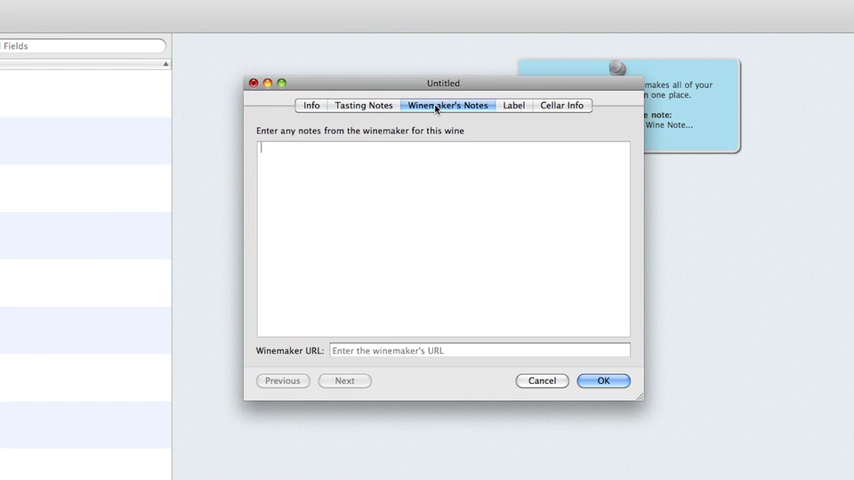 Fields
Untitled
Info
Tasting Notes
Winemaker's Notes
Label
Cellar Info
makes all of your
n one place.
e note:
Wine Note...
Enter any notes from the winemaker for this wine
Winemaker URL:
Enter the winemaker's URL
Previous
Next
Cancel
OK